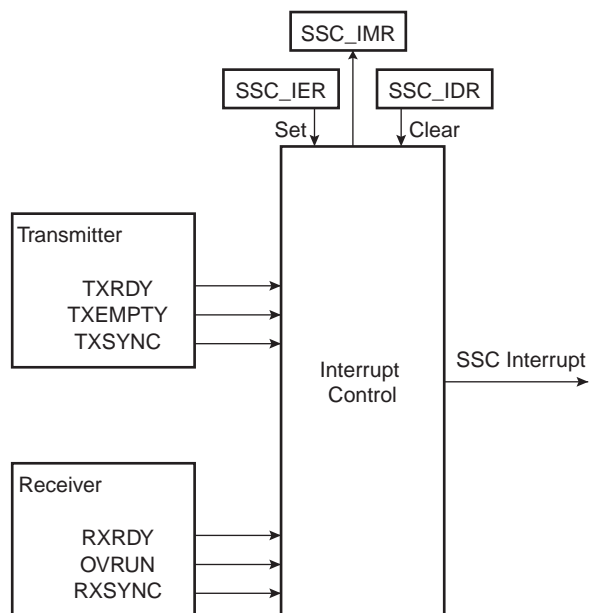 SSC_IMR
SSC_IER
SSC_IDR
Set
Clear
Transmitter
TXRDY
TXEMPTY
TXSYNC
Interrupt
Control
SSC Interrupt
Receiver
RXRDY
OVRUN
RXSYNC